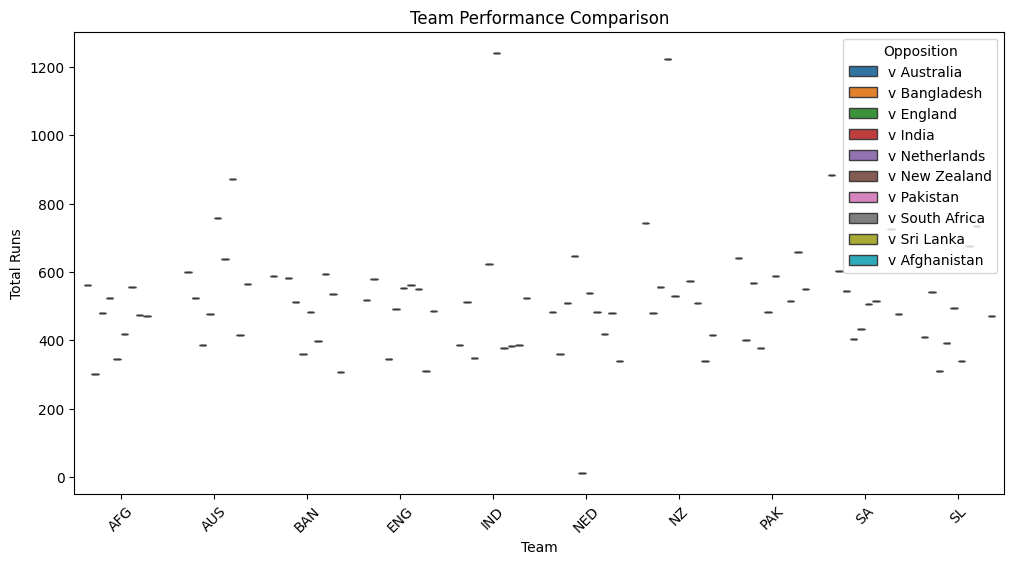 Team Performance Comparison
Opposition
v Australia
v Bangladesh
v England
v India
v Netherlands
v New Zealand
v Pakistan
v South Africa
v Sri Lanka
v Afghanistan
1200
1000
800
600
400
200
0
Total Runs
AFG
AUS
BAN
ENG
IND
NED
NZ
PAK
SA
SL
Team